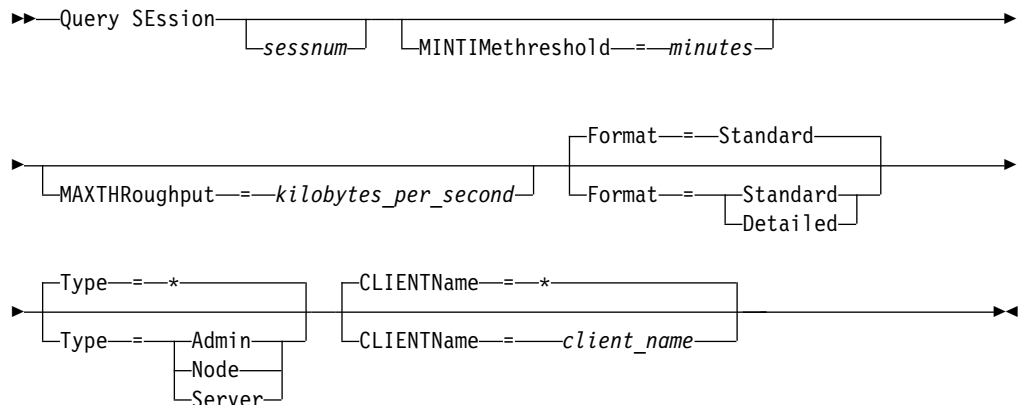 Query SEssion
sessnum
MINTIMethreshold = minutes
Format = Standard
MAXTHRoughput = kilobytes_per_second
Format = Standard
Detailed
Type = *
CLIENTName = *
Type = Admin
CLIENTName = client_name
Node
Server